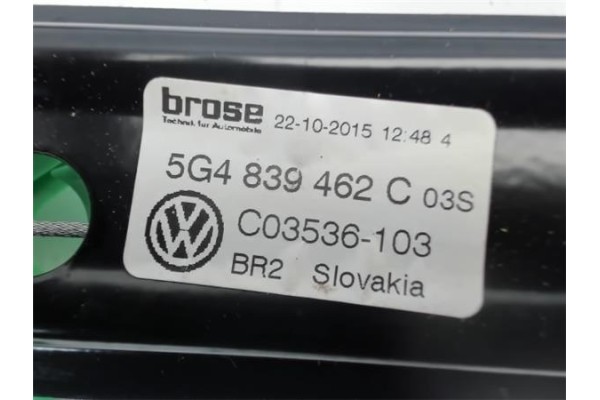 brose 22-10-2015 12:48 4
Technik für Automobile
5G4 839 462 C 03S
C03536-103
BR2 Slovakia